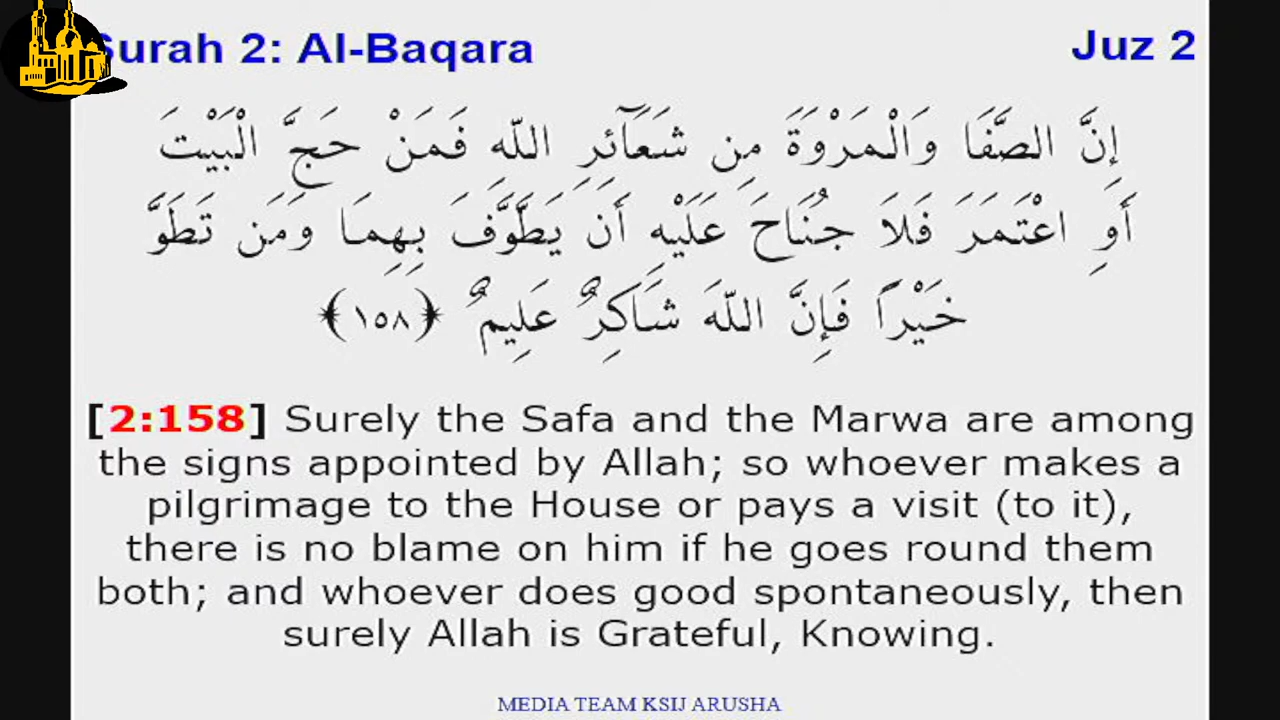 Surah 2: Al-Baqara
Juz 2
إِنَّ الصَّفَا وَالْمَرْوَةَ مِن شَعَآئِرِ اللّهِ فَمَنْ حَجَّ الْبَيْتَ
أَوِ اعْتَمَرَ فَلاَ جُنَاحَ عَلَيْهِ أَن يَطَّوَّفَ بِهِمَا وَمَن تَطَوَّ
خَيْراً فَإِنَّ اللّهَ شَاكِرٌ عَلِيمٌ ﴿١٥٨﴾
[2:158] Surely the Safa and the Marwa are among
the signs appointed by Allah; so whoever makes a
pilgrimage to the House or pays a visit (to it),
there is no blame on him if he goes round them
both; and whoever does good spontaneously, then
surely Allah is Grateful, Knowing.
MEDIA TEAM KSIJ ARUSHA